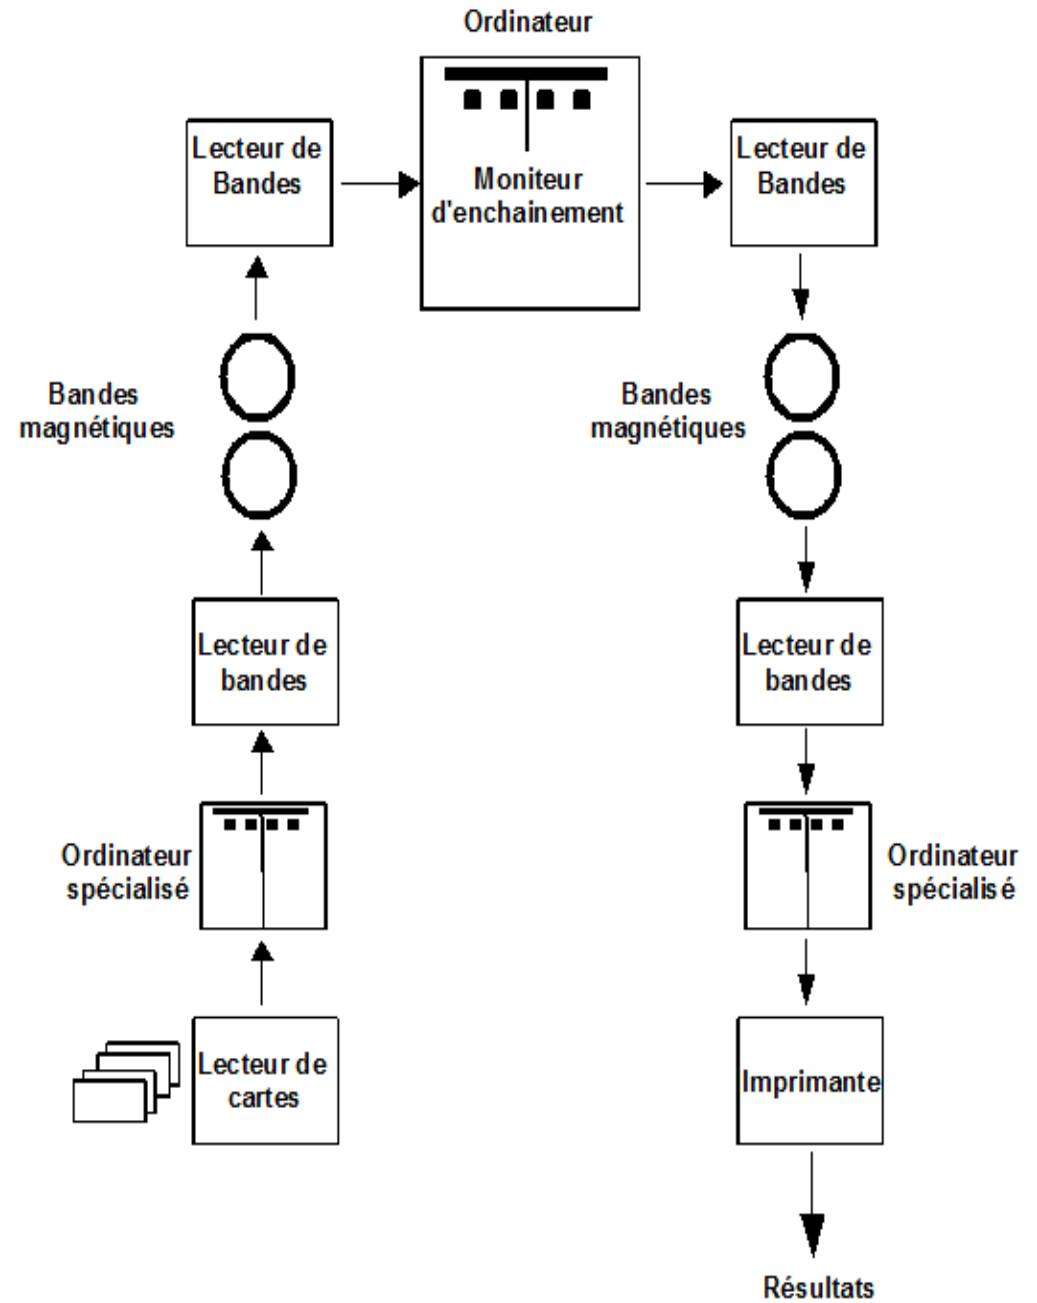 Ordinateur
Lecteur de
Bandes
Moniteur
d'enchainement
Lecteur de
Bandes
Bandes
magnétiques
Bandes
magnétiques
Lecteur de
bandes
Lecteur de
bandes
Ordinateur
spécialisé
Ordinateur
spécialisé
Lecteur de
cartes
Imprimante
Résultats